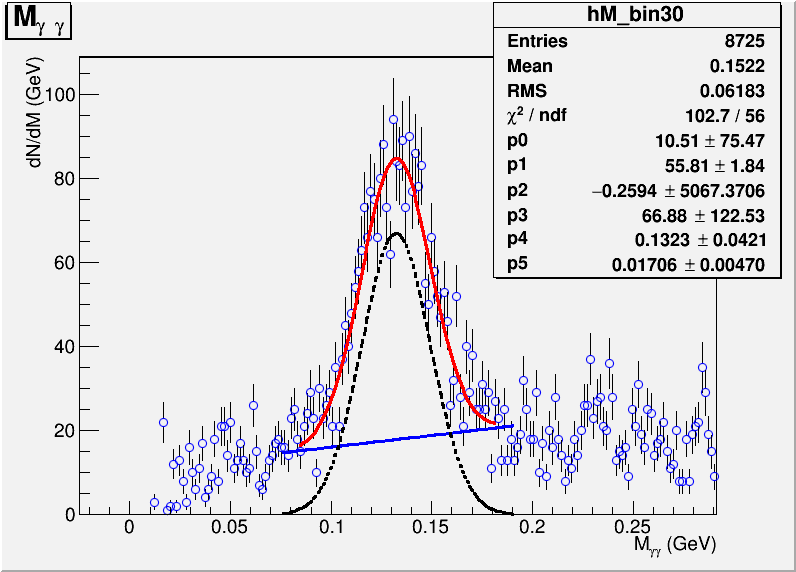 M γ γ
hM_bin30
Entries 8725
Mean 0.1522
RMS 0.06183
χ² / ndf 102.7 / 56
p0 10.51 ± 75.47
p1 55.81 ± 1.84
p2 −0.2594 ± 5067.3706
p3 66.88 ± 122.53
p4 0.1323 ± 0.0421
p5 0.01706 ± 0.00470
dN/dM (GeV)
100
80
60
40
20
0
0 0.05 0.1 0.15 0.2 0.25
M γγ (GeV)